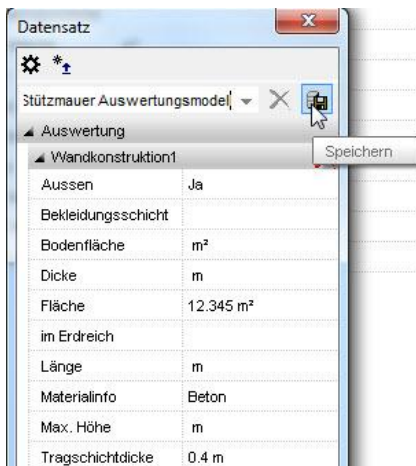 Datensatz
Stützmauer Auswertungsmodel
Auswertung
Wandkonstruktion1
Speichern
Aussen Ja
Bekleidungsschicht
Bodenfläche m²
Dicke m
Fläche 12.345 m²
im Erdreich
Länge m
Materialinfo Beton
Max. Höhe m
Tragschichtdicke 0.4 m